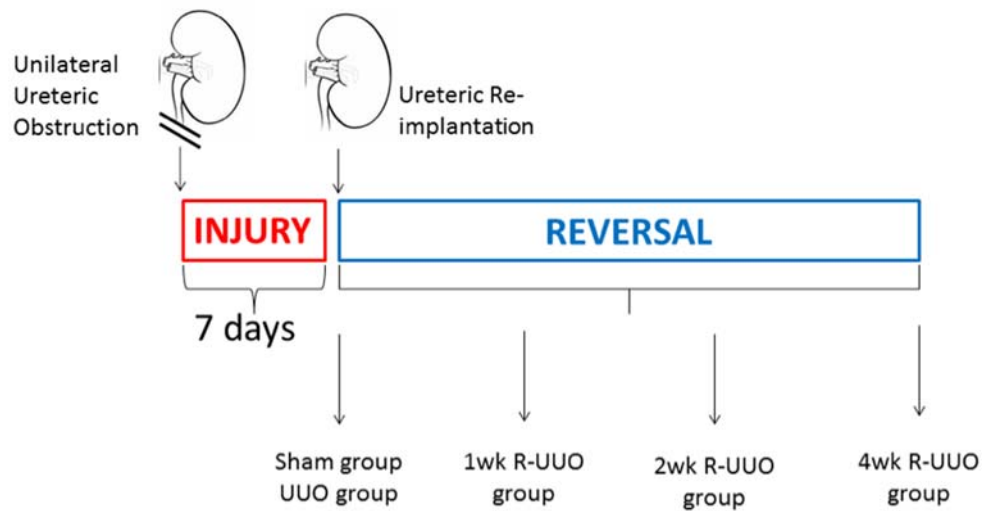 Unilateral
Ureteric
Obstruction
Ureteric Re-
implantation
INJURY
REVERSAL
7 days
Sham group
UUO group
1wk R-UUO
group
2wk R-UUO
group
4wk R-UUO
group